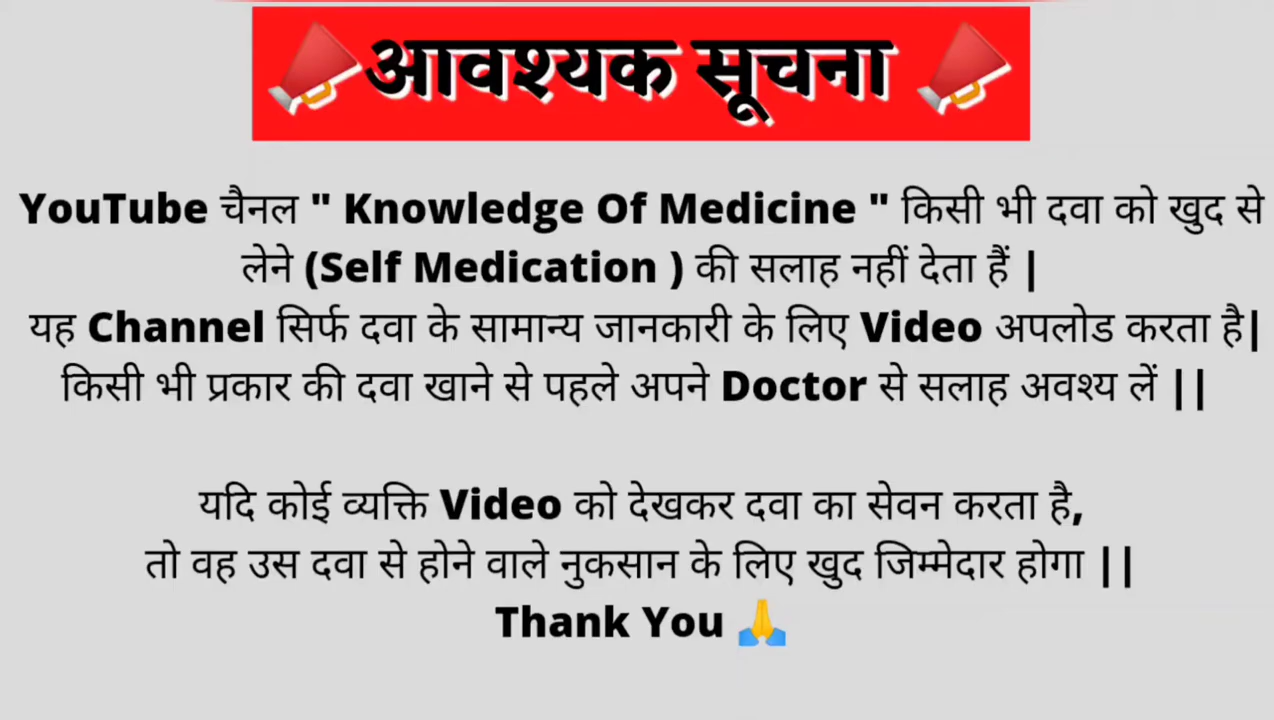 आवश्यक सूचना
YouTube चैनल " Knowledge Of Medicine " किसी भी दवा को खुद से
लेने (Self Medication ) की सलाह नहीं देता हैं |
यह Channel सिर्फ दवा के सामान्य जानकारी के लिए Video अपलोड करता है|
किसी भी प्रकार की दवा खाने से पहले अपने Doctor से सलाह अवश्य लें ||
यदि कोई व्यक्ति Video को देखकर दवा का सेवन करता है,
तो वह उस दवा से होने वाले नुकसान के लिए खुद जिम्मेदार होगा ||
Thank You 🙏